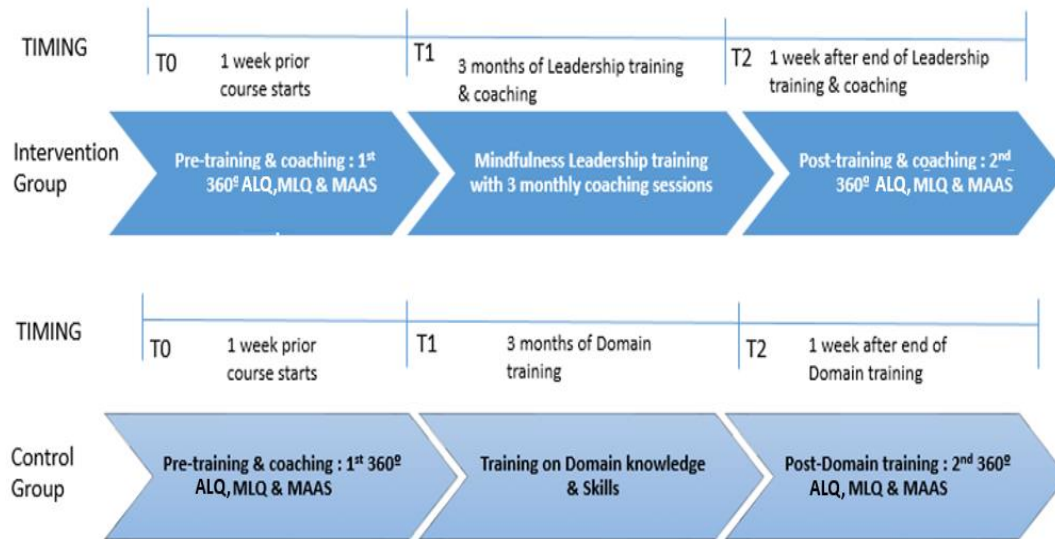 TIMING
T0
1 week prior
course starts
T1
3 months of Leadership training
& coaching
T2
1 week after end of Leadership
training & coaching
Intervention
Group
Pre-training & coaching : 1st
360º ALQ,MLQ & MAAS
Mindfulness Leadership training
with 3 monthly coaching sessions
Post-training & coaching : 2nd
360º ALQ, MLQ & MAAS
TIMING
T0
1 week prior
course starts
T1
3 months of Domain
training
T2
1 week after end of
Domain training
Control
Group
Pre-training & coaching : 1st 360º
ALQ, MLQ & MAAS
Training on Domain knowledge
& Skills
Post-Domain training : 2nd 360º
ALQ, MLQ & MAAS